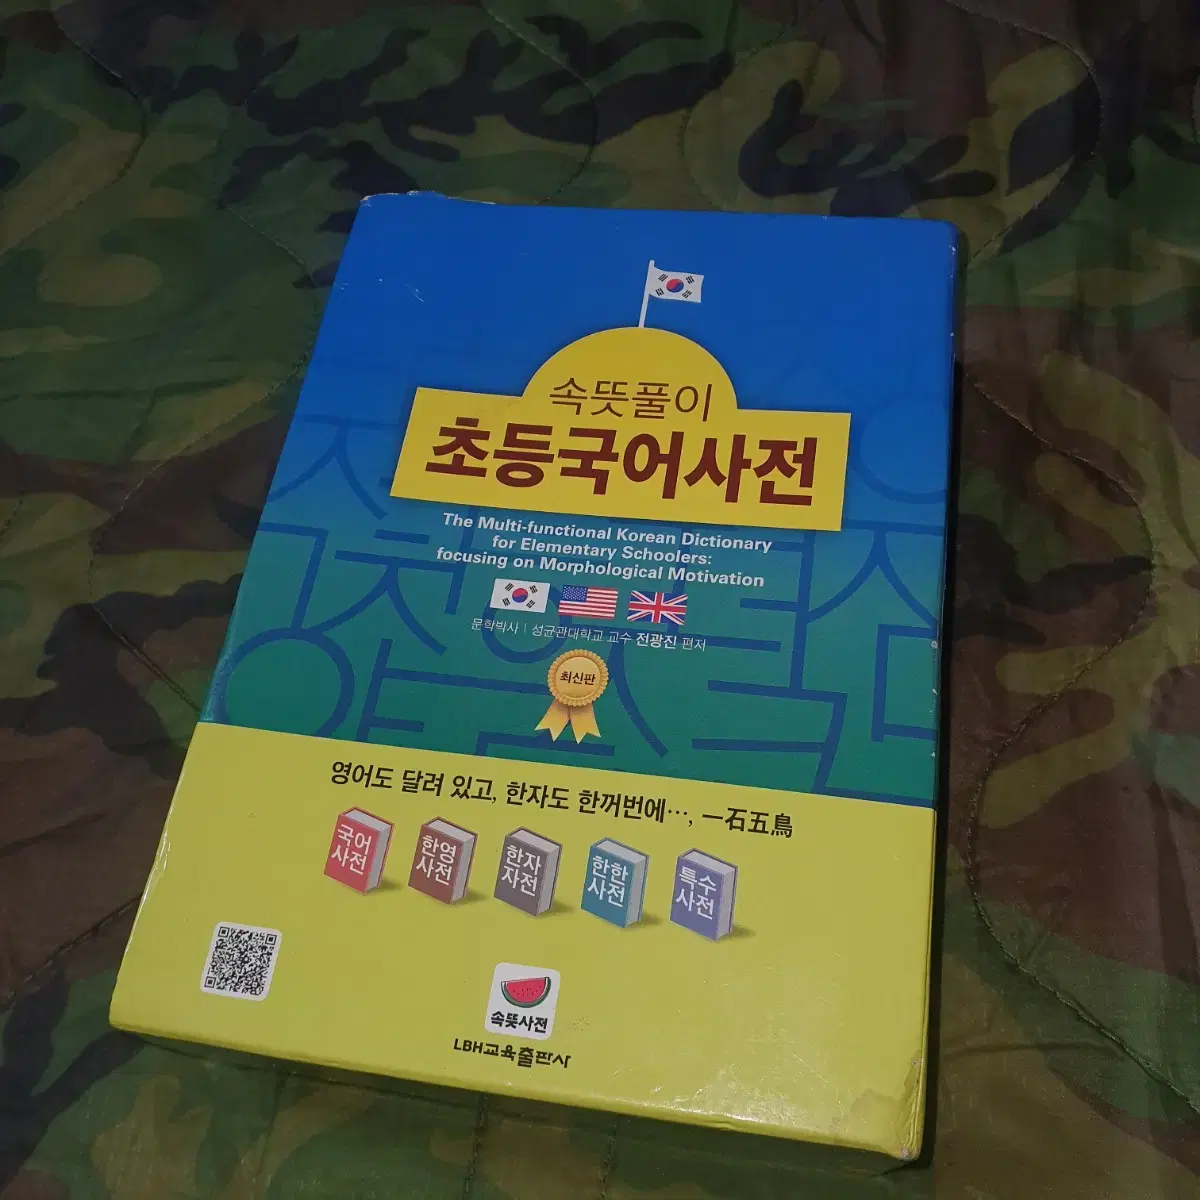 속뜻풀이
초등국어사전
The Multi-functional Korean Dictionary
for Elementary Schoolers:
focusing on Morphological Motivation
문학박사 | 성균관대학교 교수 전광진 편저
최신판
영어도 달려 있고, 한자도 한꺼번에…, 一石五鳥
국어
사전
한영
사전
한자
자전
한한
사전
특수
사전
속뜻사전
LBH교육출판사